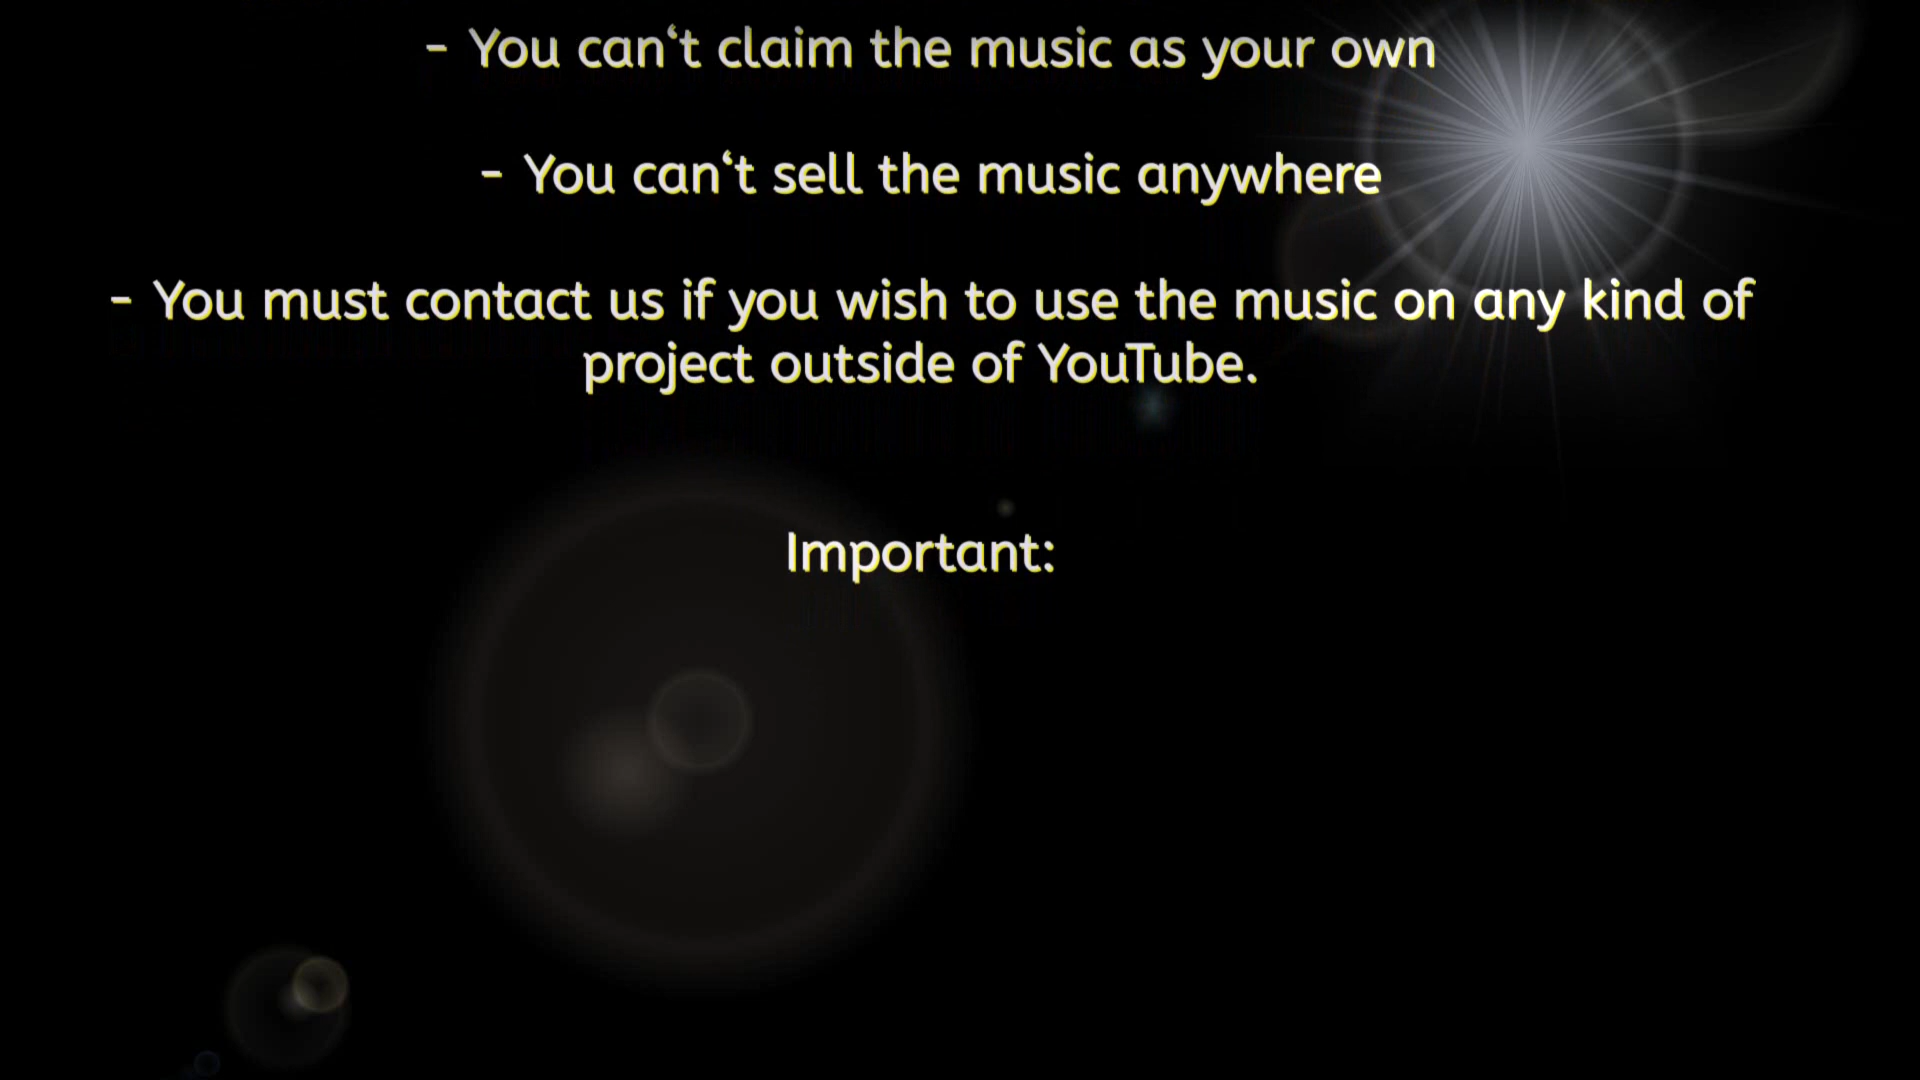 - You can‘t claim the music as your own
- You can‘t sell the music anywhere
- You must contact us if you wish to use the music on any kind of
project outside of YouTube.
Important: